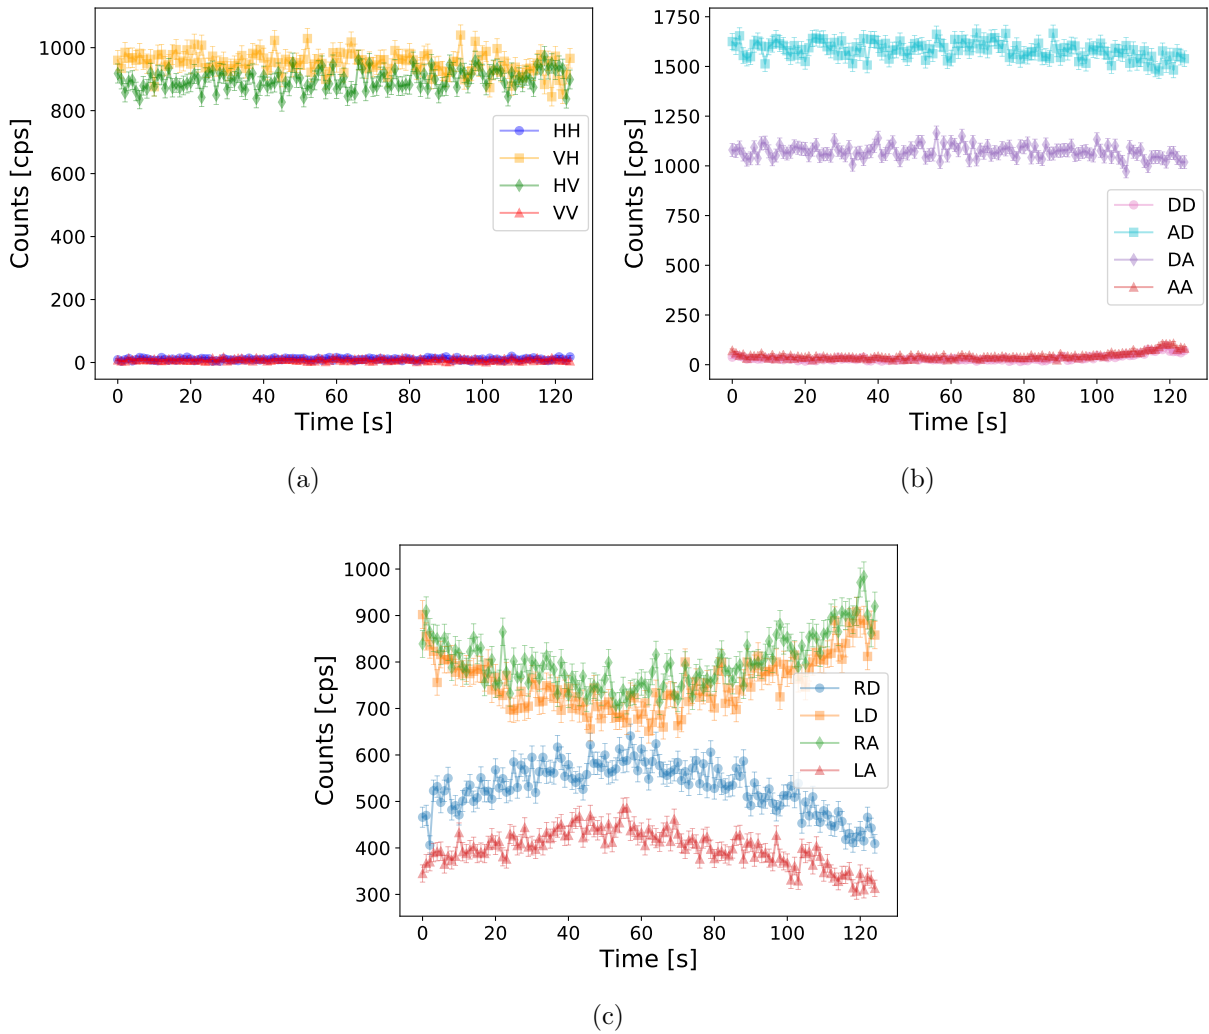 1000
800
600
400
200
0
Counts [cps]
HH
VH
HV
VV
0 20 40 60 80 100 120
Time [s]
(a)
1750
1500
1250
1000
750
500
250
0
Counts [cps]
DD
AD
DA
AA
0 20 40 60 80 100 120
Time [s]
(b)
1000
900
800
700
600
500
400
300
Counts [cps]
RD
LD
RA
LA
0 20 40 60 80 100 120
Time [s]
(c)